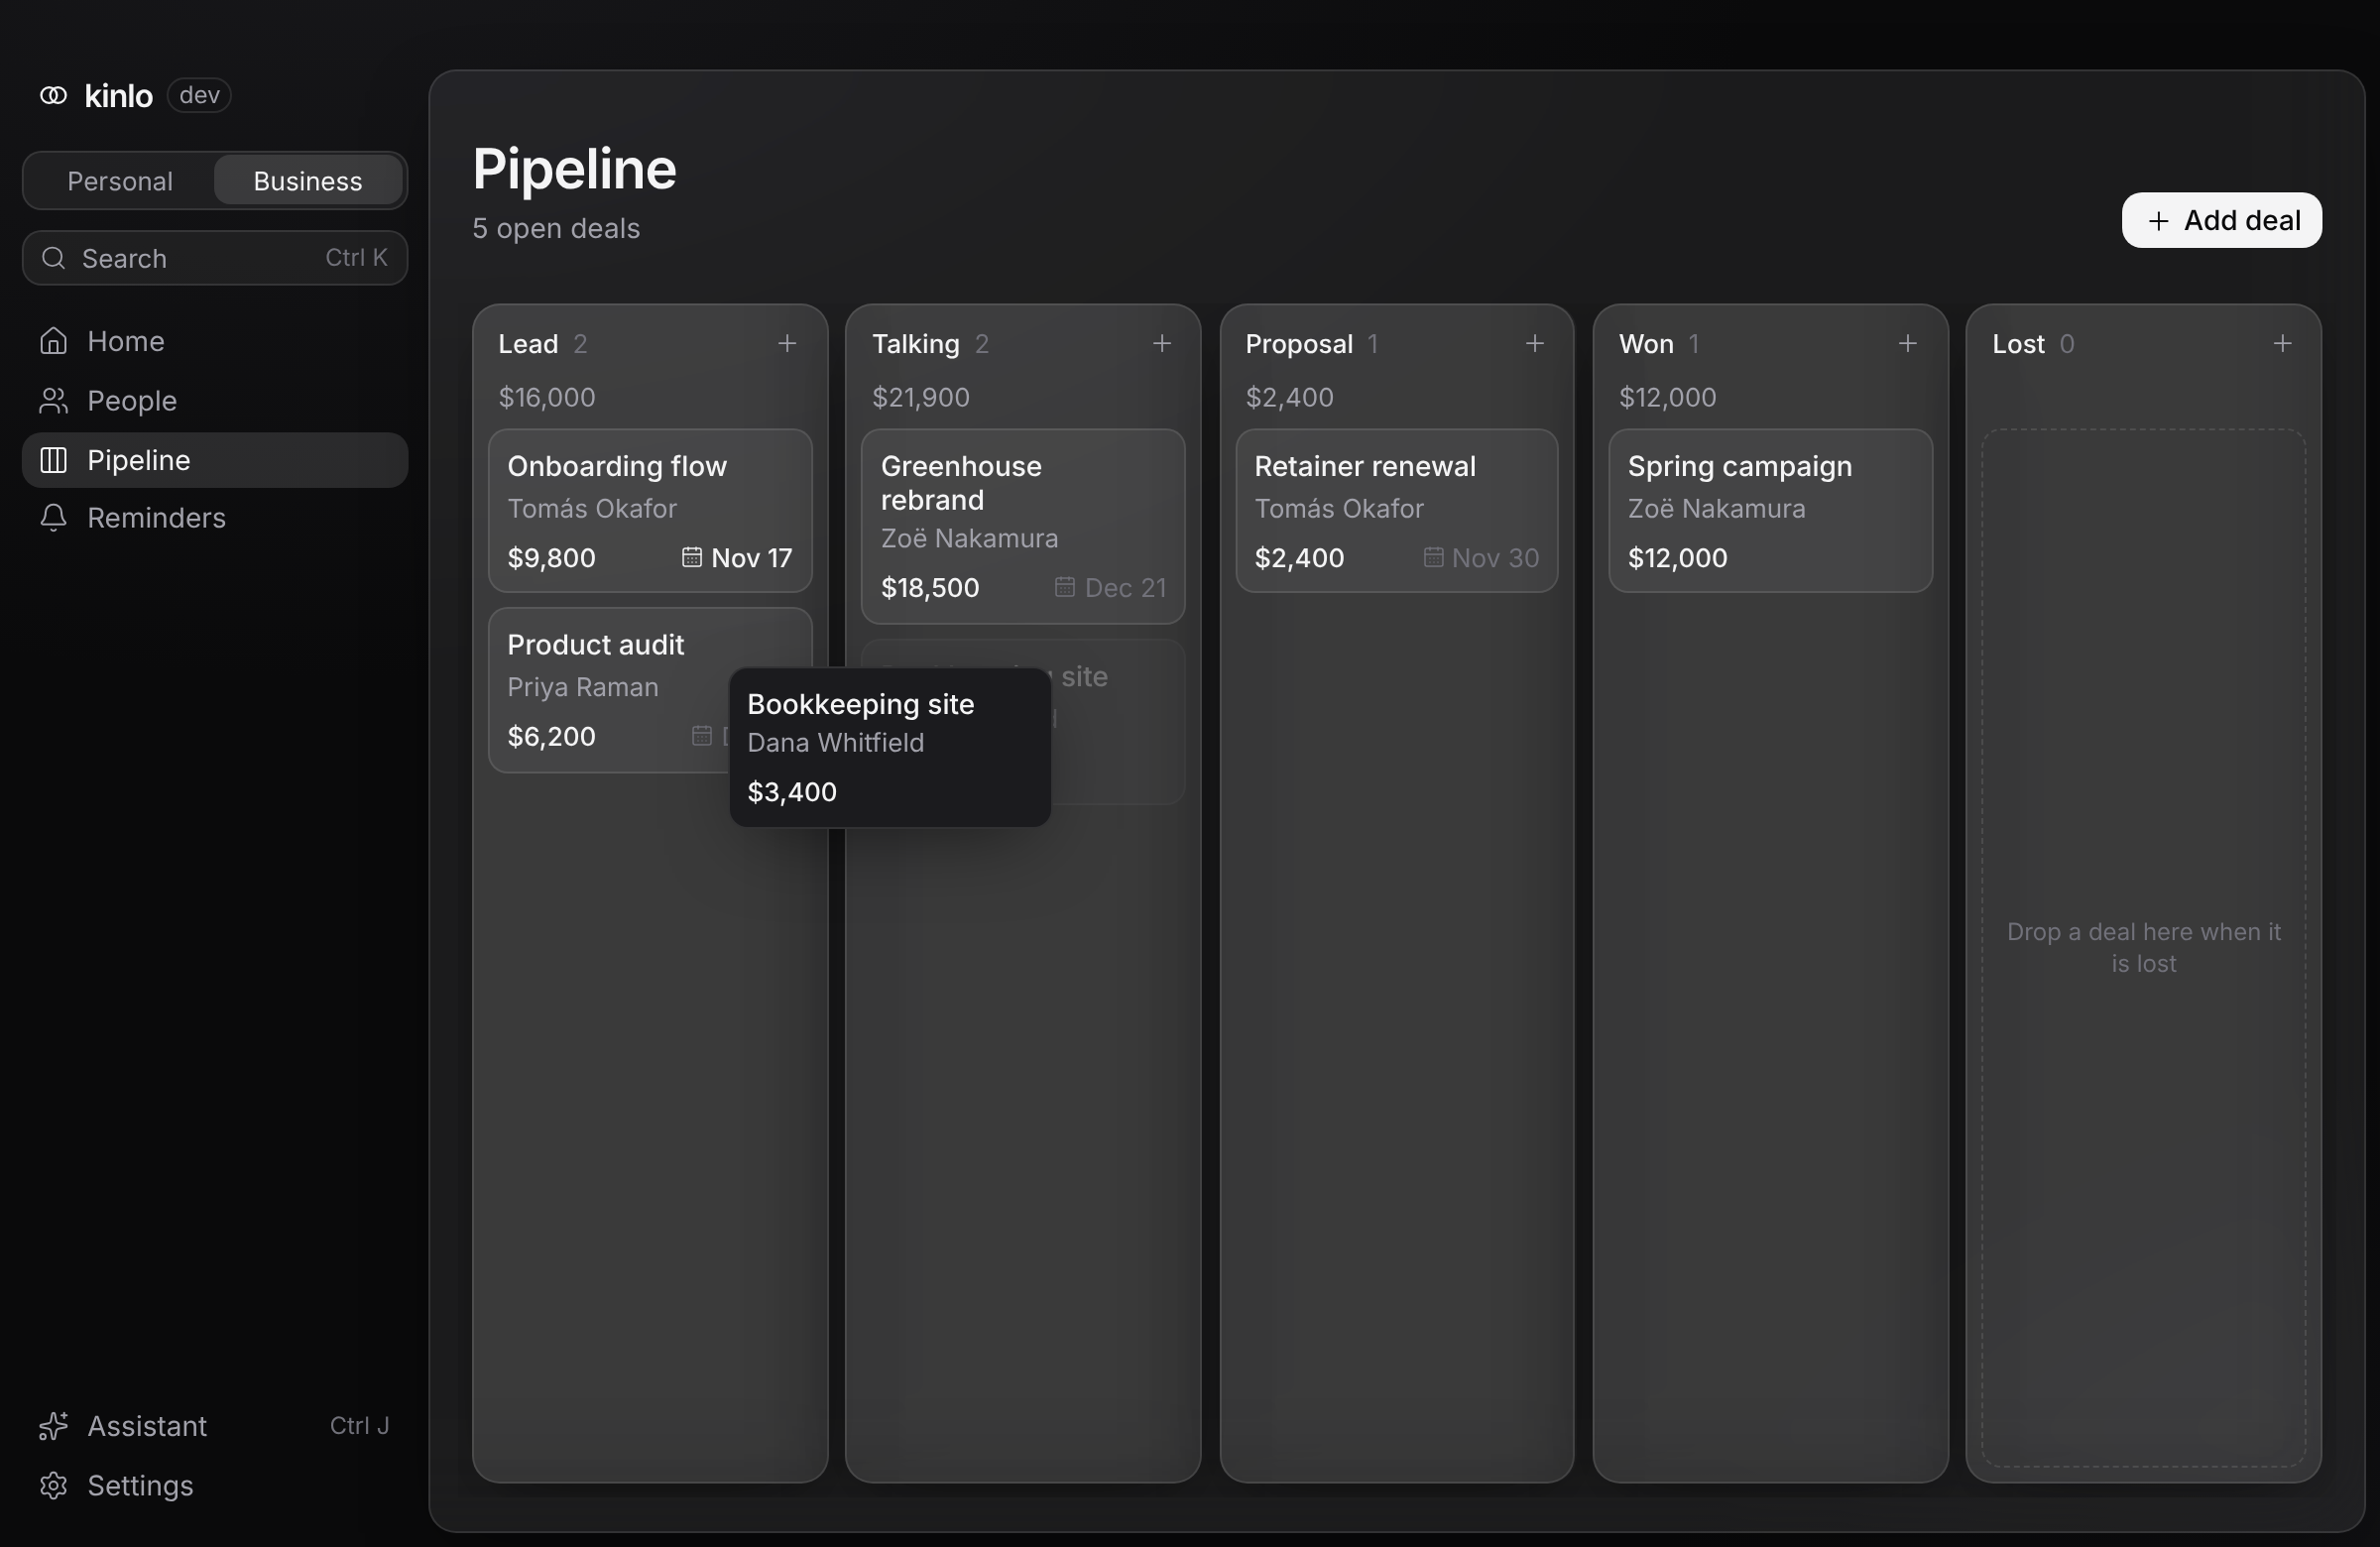 kinlo dev
Personal Business
Search Ctrl K
Home
People
Pipeline
Reminders
Assistant Ctrl J
Settings
Pipeline
5 open deals
Add deal
Lead 2
$16,000
Onboarding flow
Tomás Okafor
$9,800 Nov 17
Product audit
Priya Raman
$6,200
Talking 2
$21,900
Greenhouse
rebrand
Zoë Nakamura
$18,500 Dec 21
site
Bookkeeping site
Dana Whitfield
$3,400
Proposal 1
$2,400
Retainer renewal
Tomás Okafor
$2,400 Nov 30
Won 1
$12,000
Spring campaign
Zoë Nakamura
$12,000
Lost 0
Drop a deal here when it
is lost